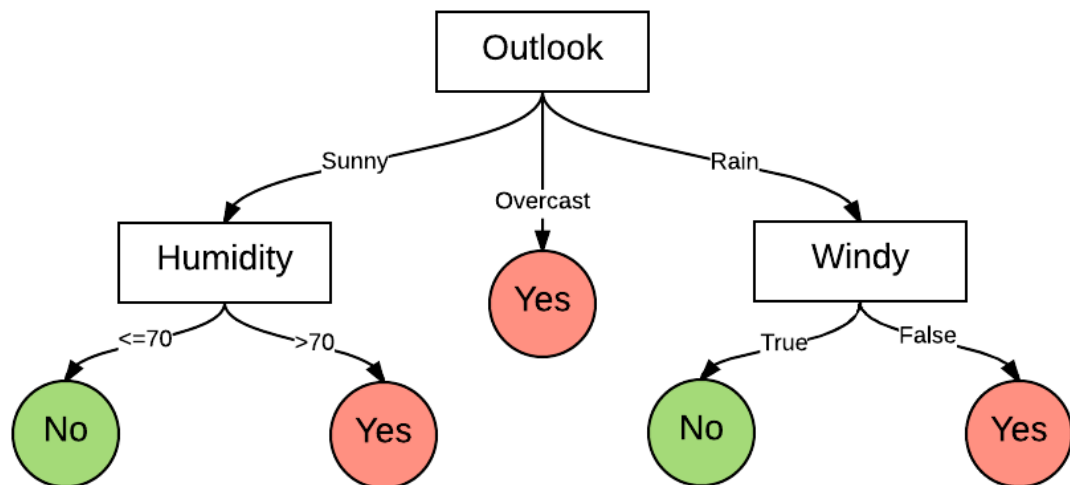 Outlook
Sunny
Rain
Overcast
Humidity
Yes
Windy
<=70
>70
True
False
No
Yes
No
Yes